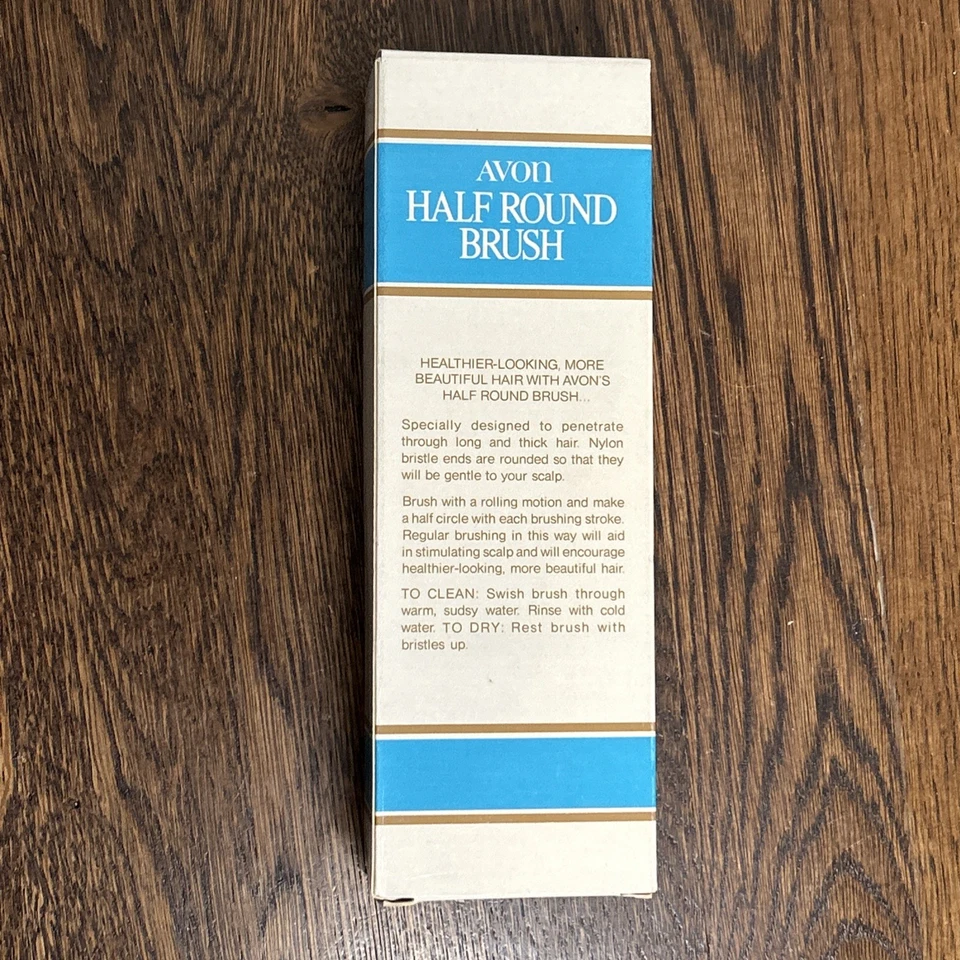 AVON
HALF ROUND
BRUSH
HEALTHIER-LOOKING, MORE
BEAUTIFUL HAIR WITH AVON'S
HALF ROUND BRUSH...
Specially designed to penetrate
through long and thick hair. Nylon
bristle ends are rounded so that they
will be gentle to your scalp.
Brush with a rolling motion and make
a half circle with each brushing stroke.
Regular brushing in this way will aid
in stimulating scalp and will encourage
healthier-looking, more beautiful hair.
TO CLEAN: Swish brush through
warm, sudsy water. Rinse with cold
water. TO DRY: Rest brush with
bristles up.